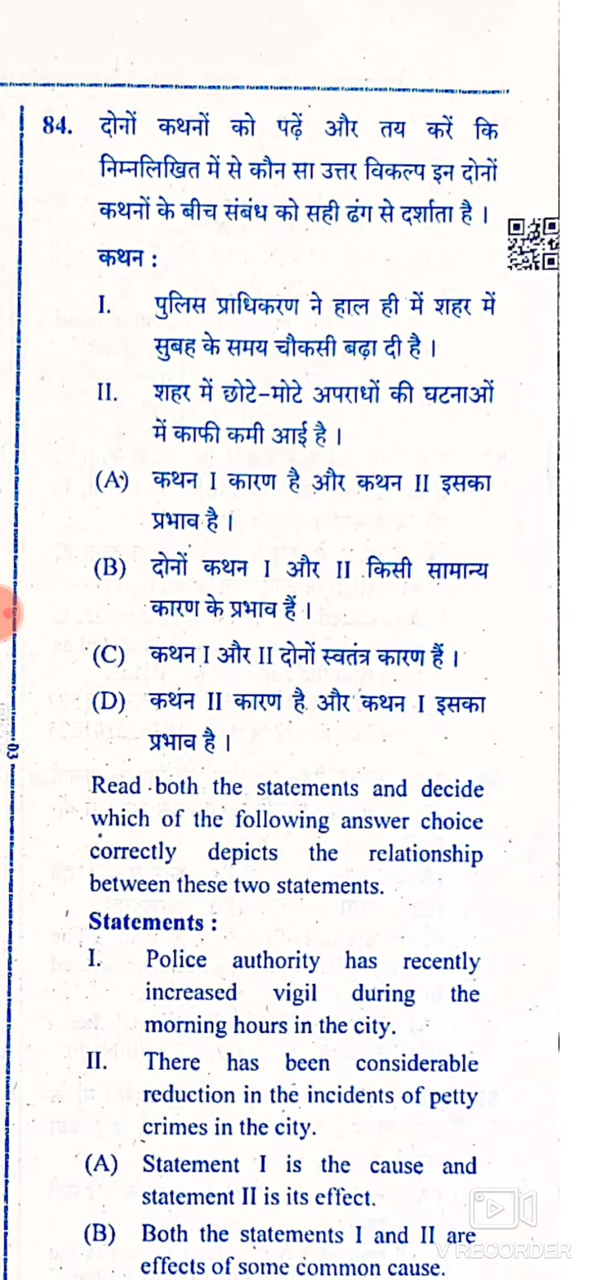 84. दोनों कथनों को पढ़ें और तय करें कि
निम्नलिखित में से कौन सा उत्तर विकल्प इन दोनों
कथनों के बीच संबंध को सही ढंग से दर्शाता है ।
कथन :
I. पुलिस प्राधिकरण ने हाल ही में शहर में
सुबह के समय चौकसी बढ़ा दी है ।
II. शहर में छोटे-मोटे अपराधों की घटनाओं
में काफी कमी आई है ।
(A) कथन I कारण है और कथन II इसका
प्रभाव है ।
(B) दोनों कथन I और II किसी सामान्य
कारण के प्रभाव हैं ।
(C) कथन I और II दोनों स्वतंत्र कारण हैं ।
(D) कथन II कारण है और कथन I इसका
प्रभाव है ।
03
Read both the statements and decide
which of the following answer choice
correctly depicts the relationship
between these two statements.
Statements :
I. Police authority has recently
increased vigil during the
morning hours in the city.
II. There has been considerable
reduction in the incidents of petty
crimes in the city.
(A) Statement I is the cause and
statement II is its effect.
(B) Both the statements I and II are
effects of some common cause.
V RECORDER